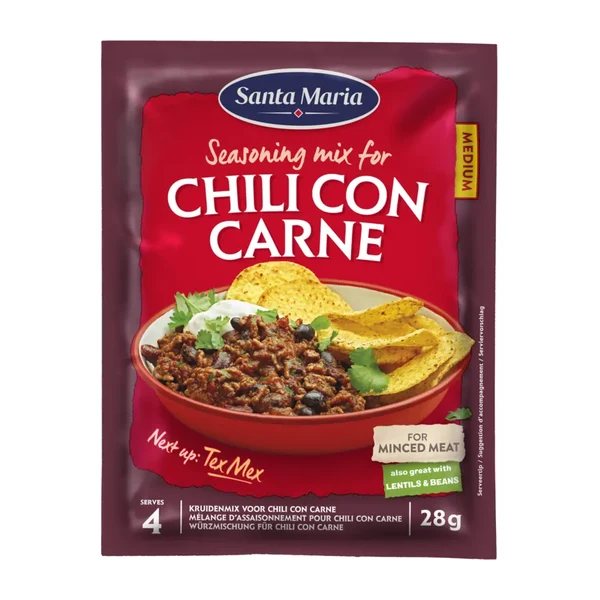 Santa Maria
Seasoning mix for
CHILI CON
CARNE
MEDIUM
Serveertip / Suggestion d'accompagnement / Serviervorschlag
FOR
MINCED MEAT
also great with
LENTILS & BEANS
Next up: Tex Mex
SERVES
4
KRUIDENMIX VOOR CHILI CON CARNE
MÉLANGE D'ASSAISONNEMENT POUR CHILI CON CARNE
WÜRZMISCHUNG FÜR CHILI CON CARNE
28g